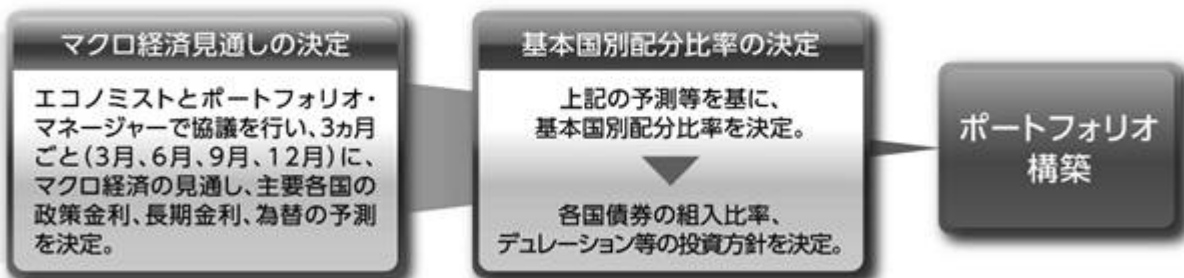 マクロ経済見通しの決定
エコノミストとポートフォリオ・
マネージャーで協議を行い、3ヵ月
ごと(3月、6月、9月、12月)に、
マクロ経済の見通し、主要各国の
政策金利、長期金利、為替の予測
を決定。
基本国別配分比率の決定
上記の予測等を基に、
基本国別配分比率を決定。
各国債券の組入比率、
デュレーション等の投資方針を決定。
ポートフォリオ
構築